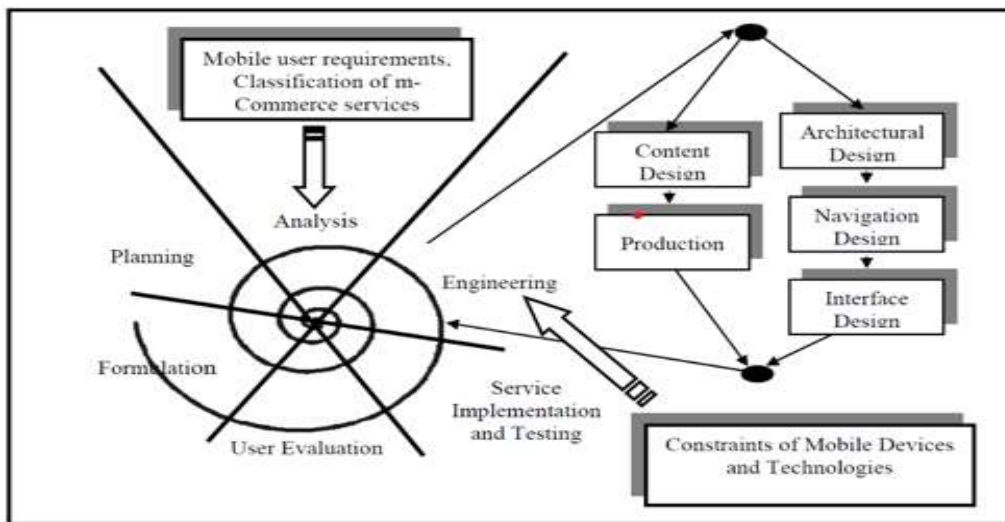 Mobile user requirements,
Classification of m-
Commerce services
Analysis
Planning
Engineering
Formulation
Service
Implementation
and Testing
User Evaluation
Content
Design
Production
Architectural
Design
Navigation
Design
Interface
Design
Constraints of Mobile Devices
and Technologies